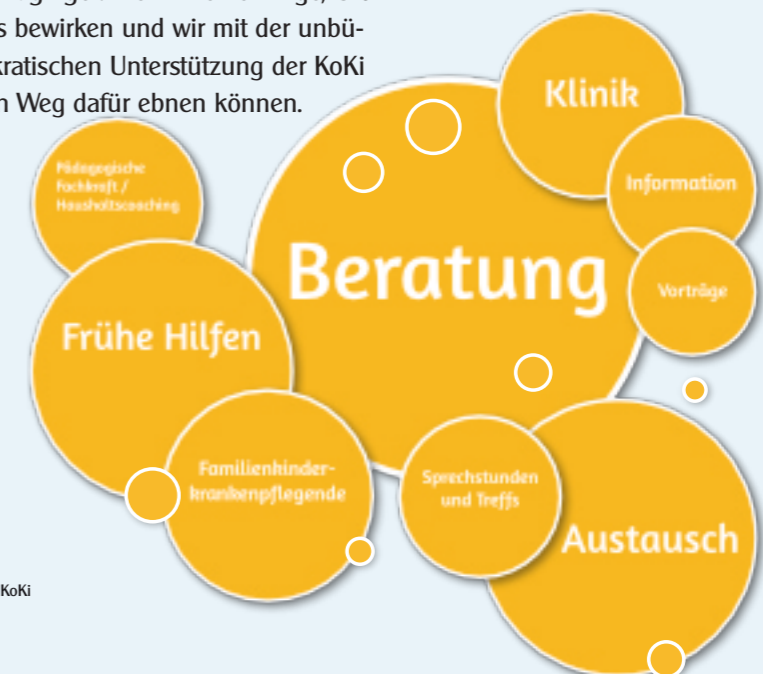 s bewirken und wir mit der unbü-
kratischen Unterstützung der KoKi
n Weg dafür ebnen können.
Klinik
Pädagogische
Fachkraft /
Haushaltscoaching
Information
Beratung
Vorträge
Frühe Hilfen
Familienkinder-
krankenpflegende
Sprechstunden
und Treffs
Austausch
KoKi